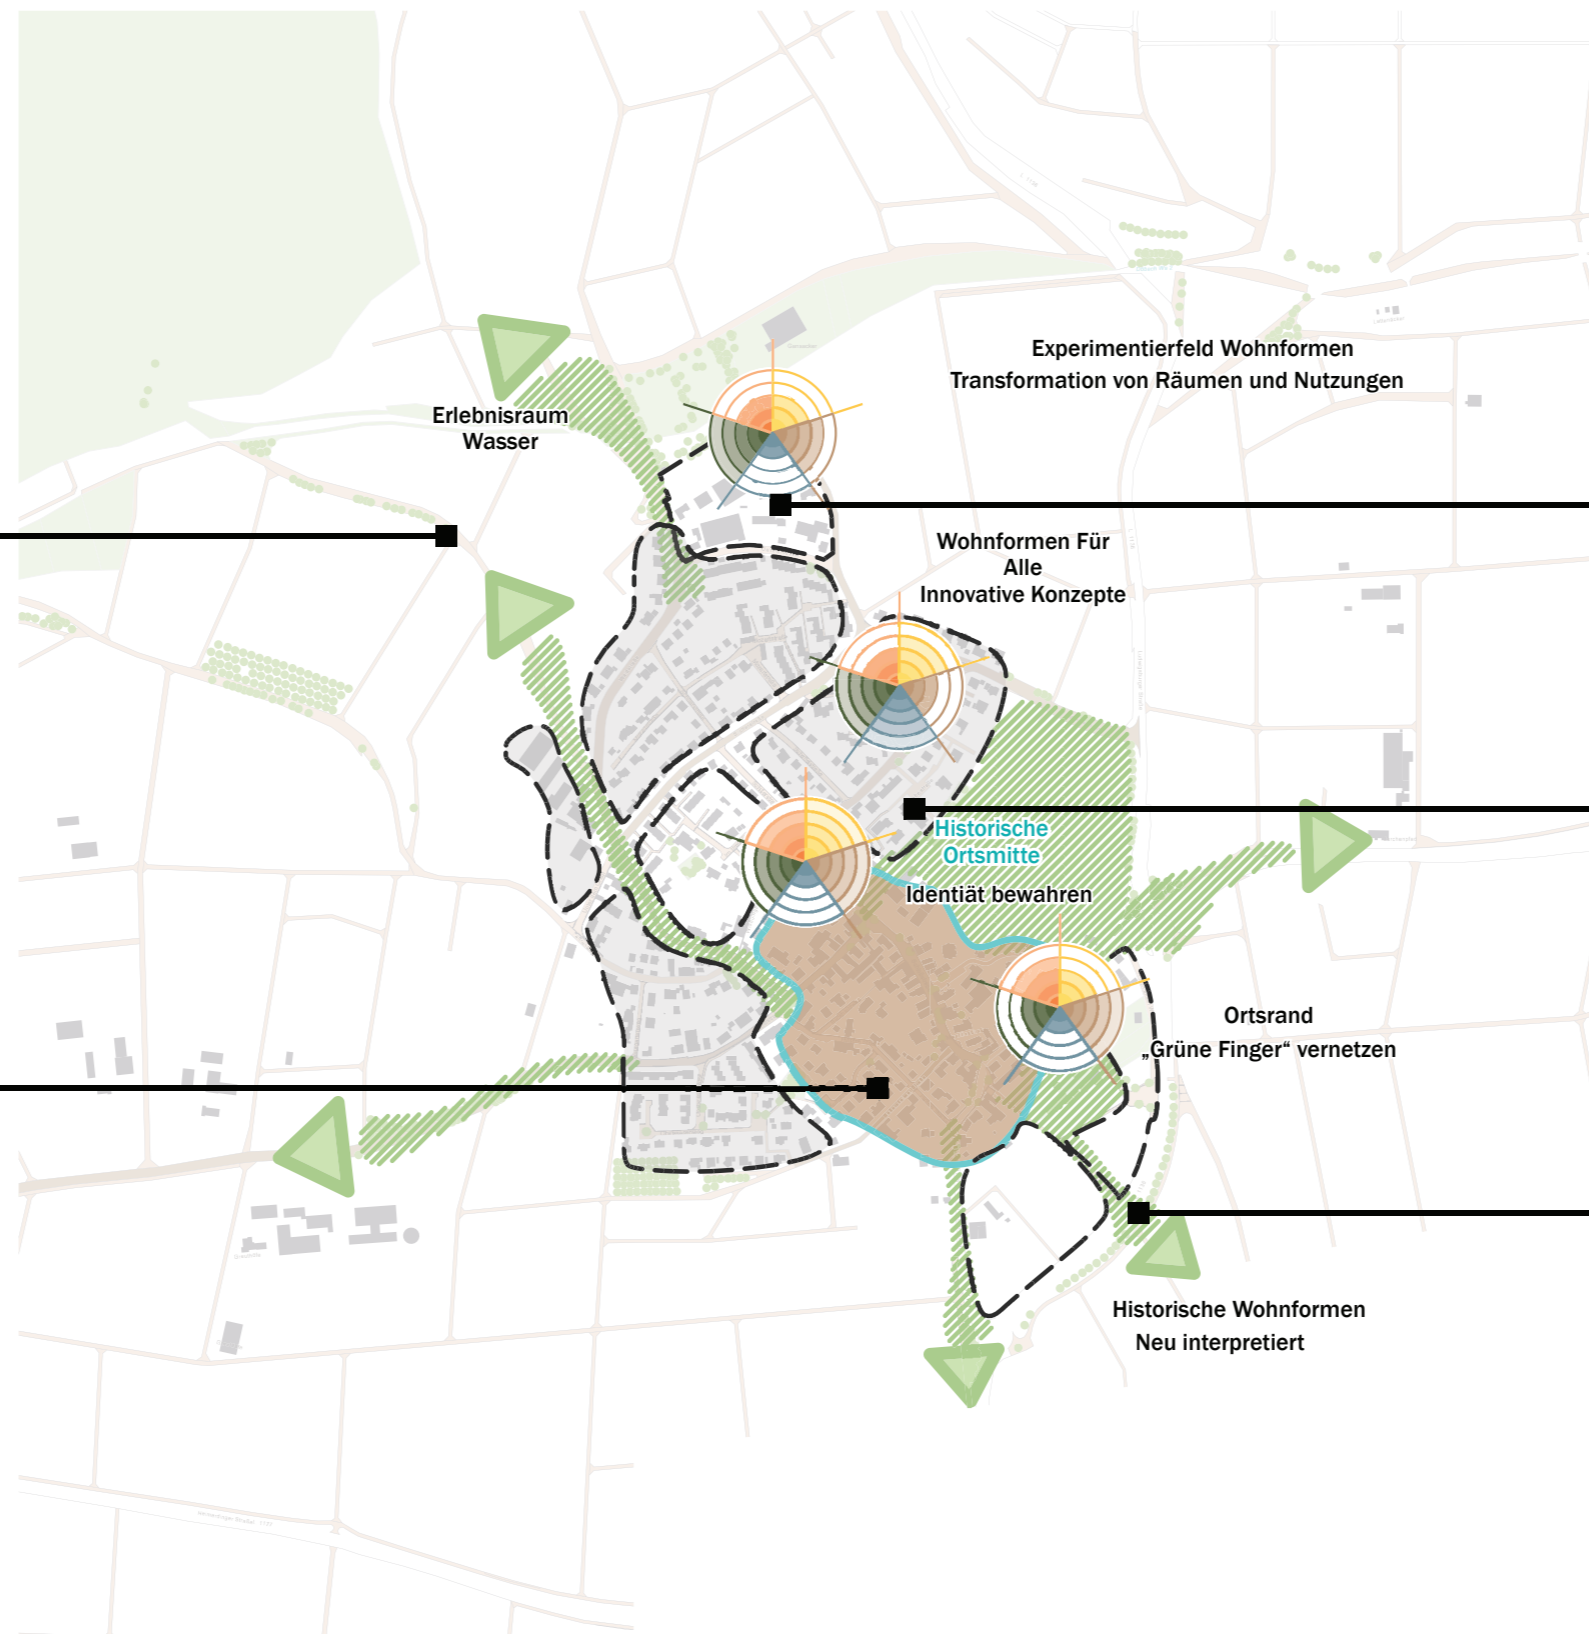 Experimentierfeld Wohnformen
Transformation von Räumen und Nutzungen
Erlebnisraum
Wasser
Wohnformen Für
Alle
Innovative Konzepte
Historische
Ortsmitte
Identiät bewahren
Ortsrand
„Grüne Finger“ vernetzen
Historische Wohnformen
Neu interpretiert